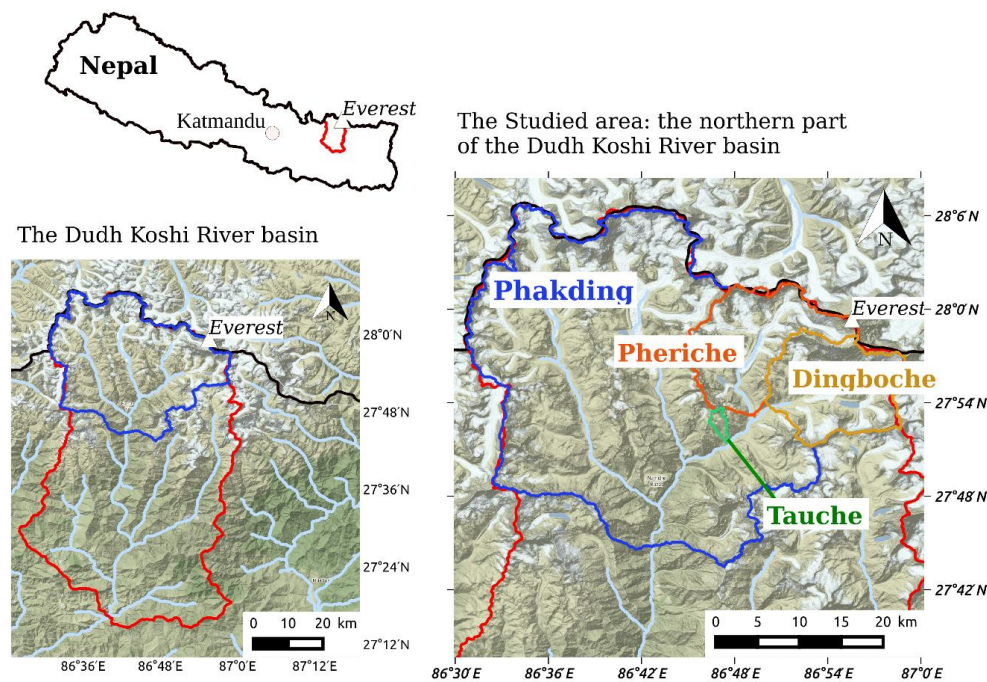 Nepal
Everest
Katmandu
The Studied area: the northern part
of the Dudh Koshi River basin
The Dudh Koshi River basin
N
Everest
28°0´N
27°48´N
27°36´N
27°24´N
27°12´N
0 10 20 km
86°36´E 86°48´E 87°0´E 87°12´E
N
28°6´N
Phakding
Everest
28°0´N
Pheriche
Dingboche
27°54´N
27°48´N
Tauche
27°42´N
0 5 10 15 20 km
86°30´E 86°36´E 86°42´E 86°48´E 86°54´E 87°0´E